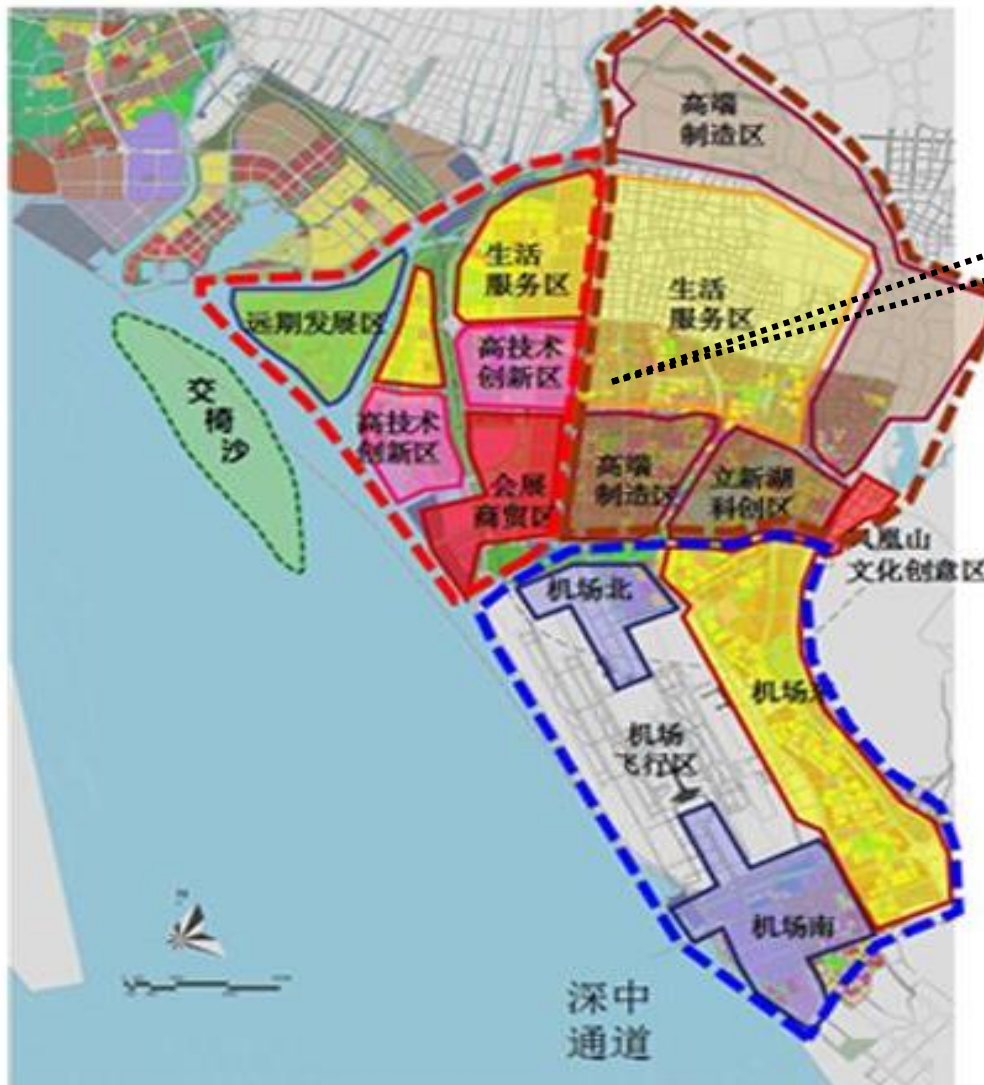 高端
制造区
生活
服务区
生活
服务区
远期发展区
高技术
创新区
交
椅
沙
高技术
创新区
会展
商贸区
高端
制造区
立新湖
科创区
凤凰山
文化创意区
机场北
机场东
机场
飞行区
机场南
深中
通道